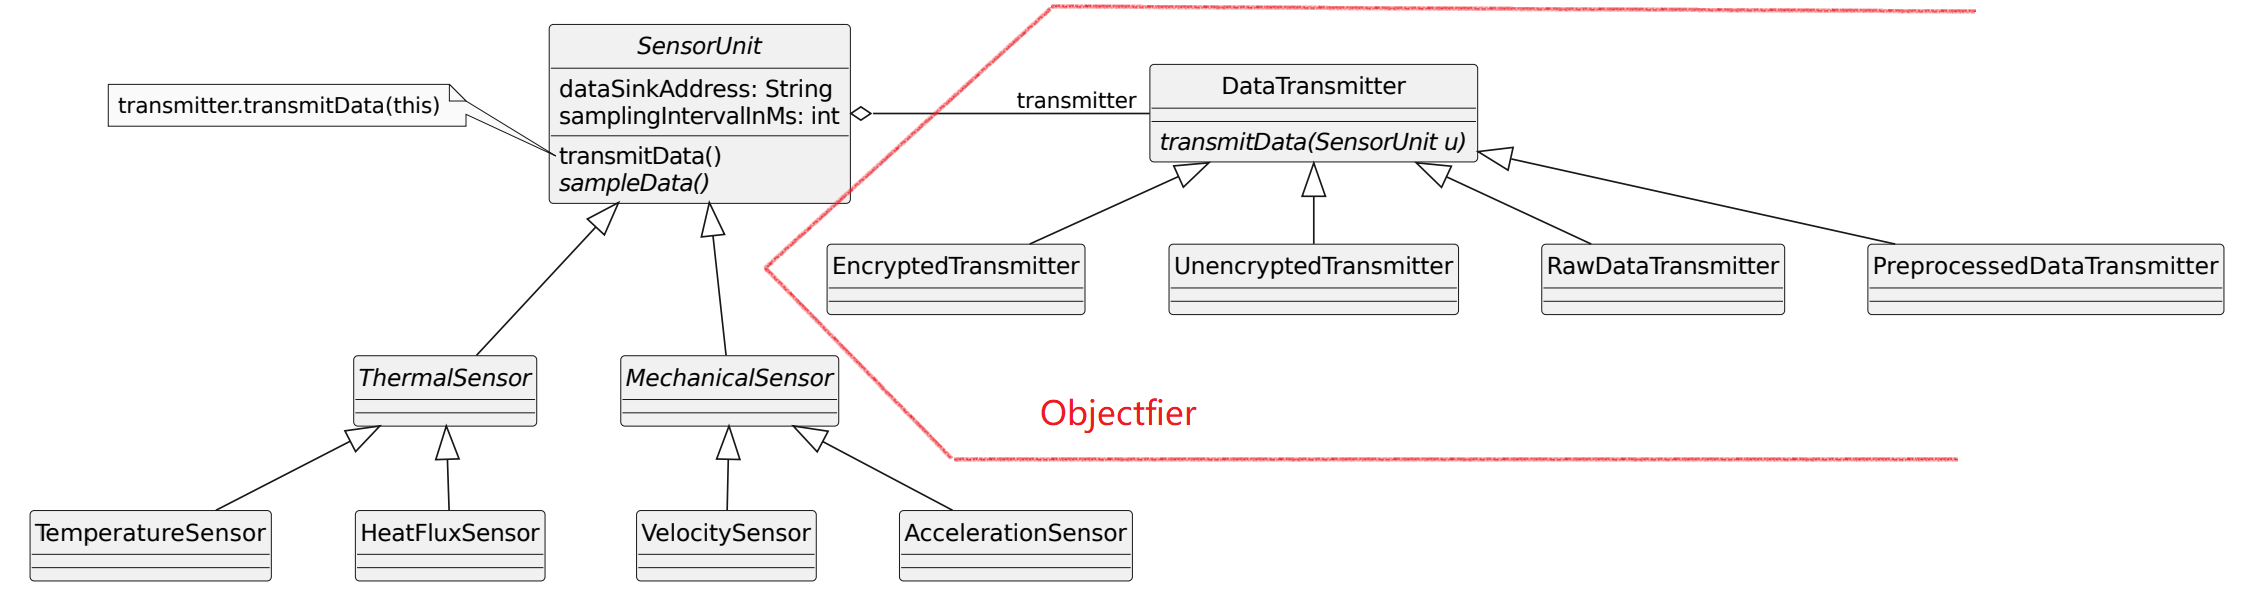 SensorUnit
dataSinkAddress: String
samplingIntervalInMs: int
transmitData()
sampleData()
transmitter.transmitData(this)
transmitter
DataTransmitter
transmitData(SensorUnit u)
EncryptedTransmitter
UnencryptedTransmitter
RawDataTransmitter
PreprocessedDataTransmitter
ThermalSensor
MechanicalSensor
Objectfier
TemperatureSensor
HeatFluxSensor
VelocitySensor
AccelerationSensor